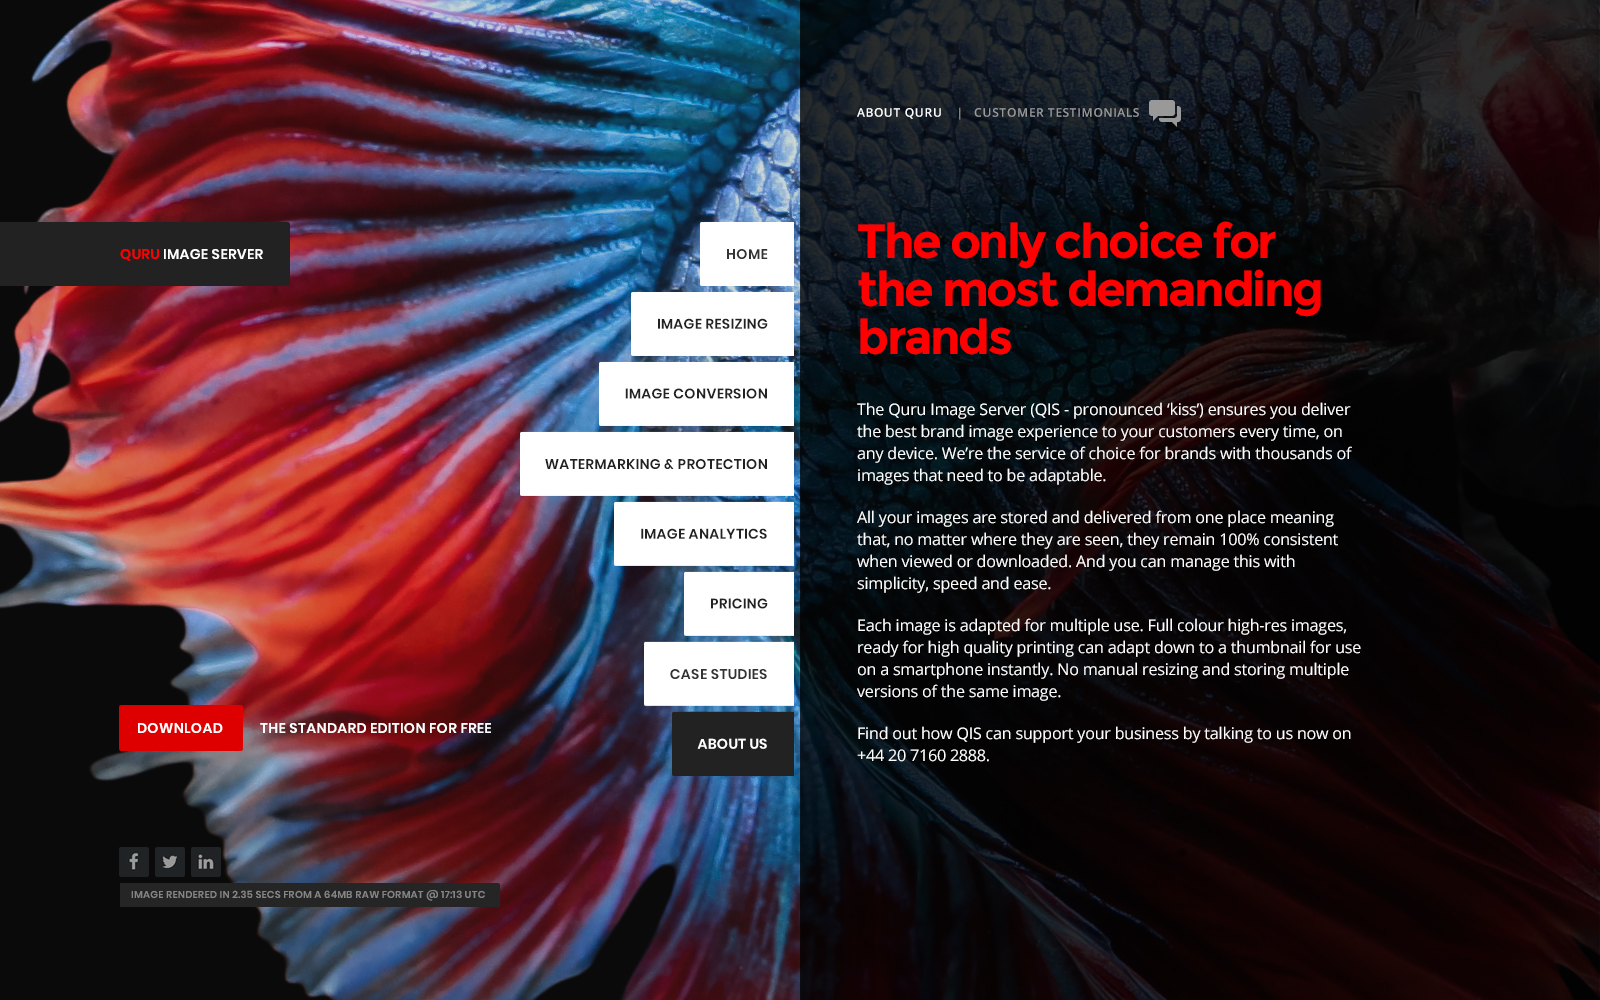 QURU IMAGE SERVER
HOME
IMAGE RESIZING
IMAGE CONVERSION
WATERMARKING & PROTECTION
IMAGE ANALYTICS
PRICING
CASE STUDIES
ABOUT US
DOWNLOAD THE STANDARD EDITION FOR FREE
IMAGE RENDERED IN 2.35 SECS FROM A 64MB RAW FORMAT @ 17:13 UTC
ABOUT QURU | CUSTOMER TESTIMONIALS
The only choice for
the most demanding
brands
The Quru Image Server (QIS - pronounced ‘kiss’) ensures you deliver
the best brand image experience to your customers every time, on
any device. We’re the service of choice for brands with thousands of
images that need to be adaptable.
All your images are stored and delivered from one place meaning
that, no matter where they are seen, they remain 100% consistent
when viewed or downloaded. And you can manage this with
simplicity, speed and ease.
Each image is adapted for multiple use. Full colour high-res images,
ready for high quality printing can adapt down to a thumbnail for use
on a smartphone instantly. No manual resizing and storing multiple
versions of the same image.
Find out how QIS can support your business by talking to us now on
+44 20 7160 2888.